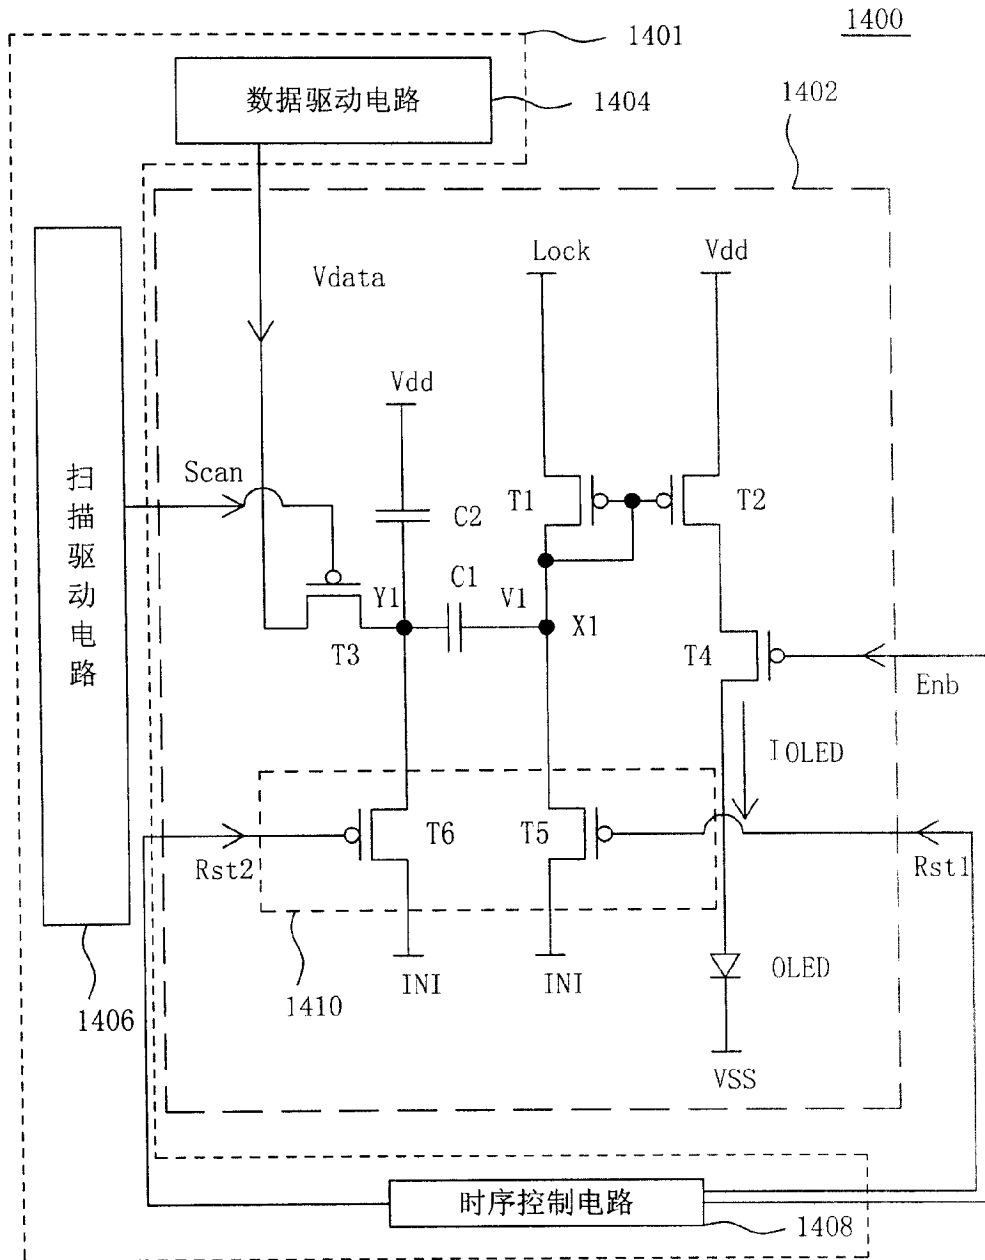 1400
1401
数据驱动电路
1404
1402
Lock
Vdd
Vdata
Vdd
扫描驱动电路
Scan
C2
T1
T2
C1
Y1
V1
X1
T3
T4
Enb
IOLED
T6
T5
Rst2
Rst1
INI
INI
OLED
1410
1406
VSS
时序控制电路
1408